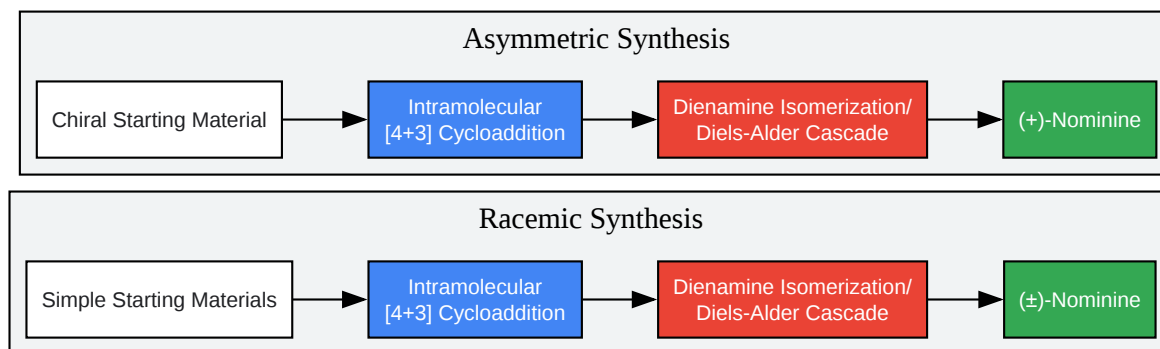 Asymmetric Synthesis
Chiral Starting Material
Intramolecular
[4+3] Cycloaddition
Dienamine Isomerization/
Diels-Alder Cascade
(+)-Nominine
Racemic Synthesis
Simple Starting Materials
Intramolecular
[4+3] Cycloaddition
Dienamine Isomerization/
Diels-Alder Cascade
(±)-Nominine